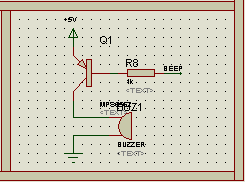 +5V
Q1
R8
BEEP
1k
<TEXT>
BUZ1
BUZZER
<TEXT>